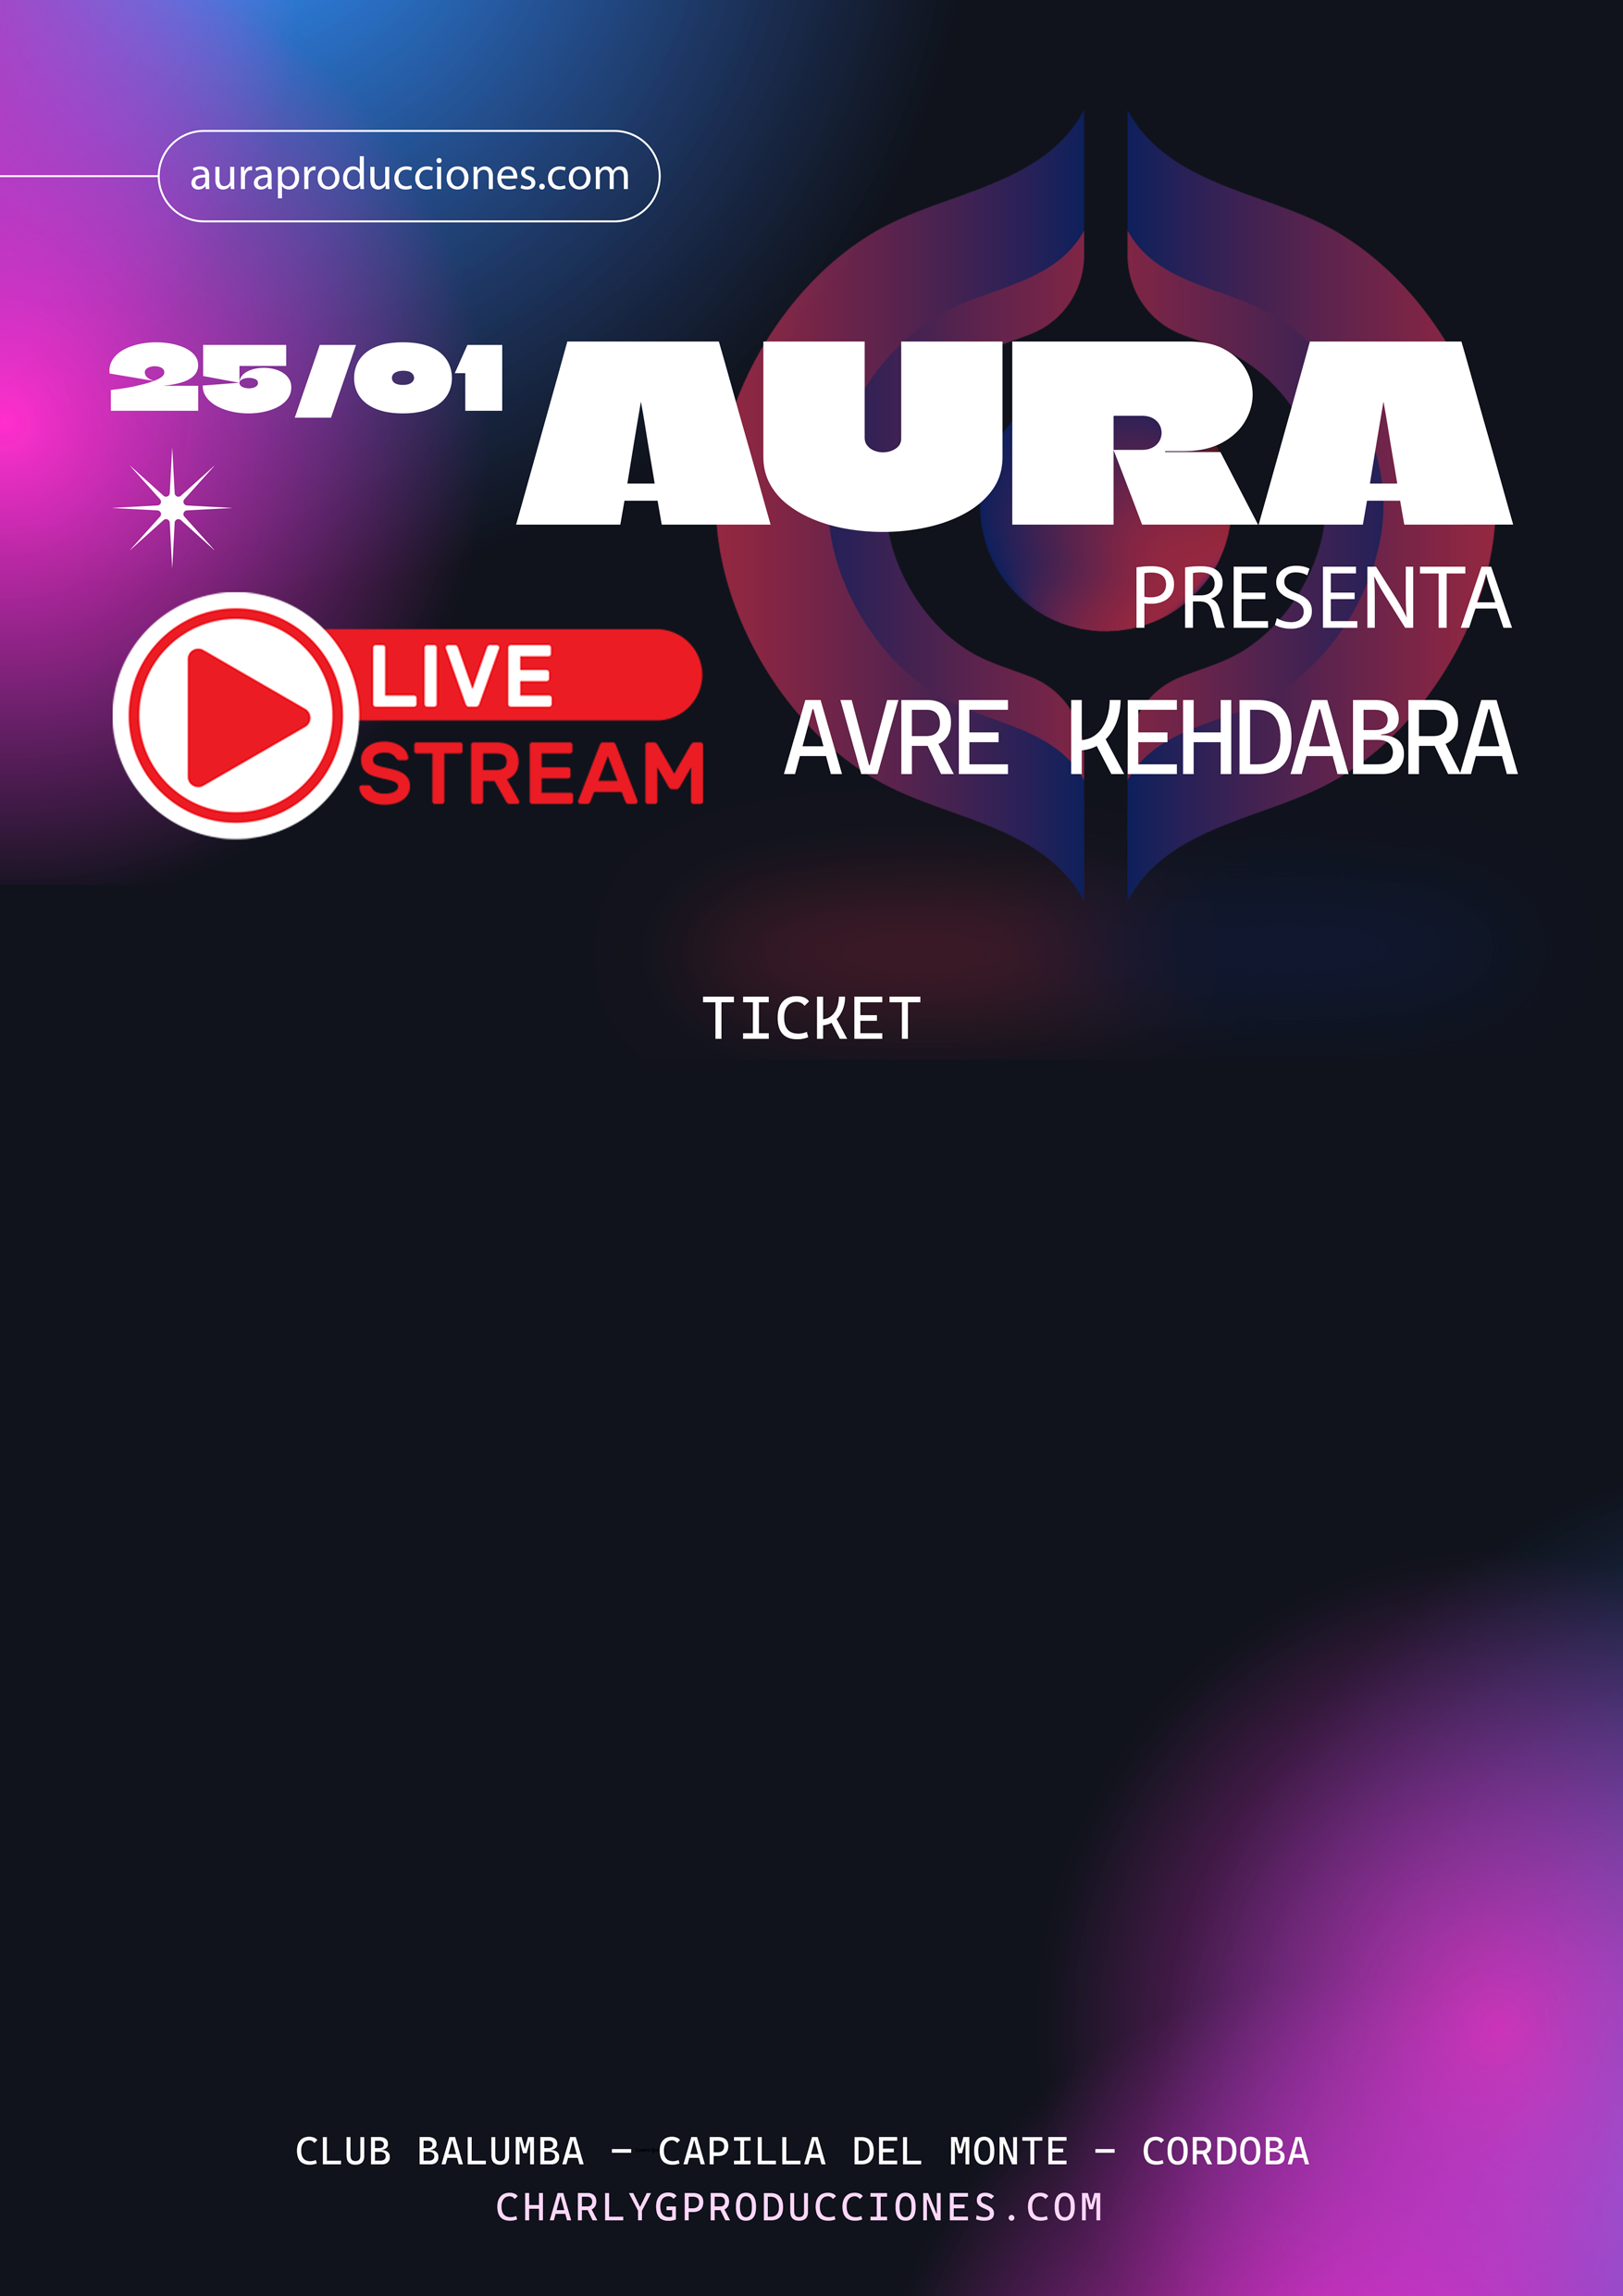 auraproducciones.com
25/01 AURA
PRESENTA
LIVE
STREAM
AVRE KEHDABRA
TICKET
CLUB BALUMBA - CAPILLA DEL MONTE - CORDOBA
CHARLYGPRODUCCIONES.COM